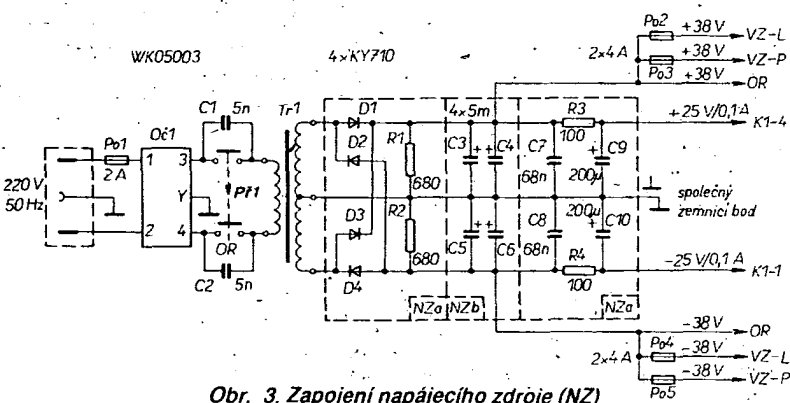 Po2 +38 V VZ-L
WK05003 4×KY710 2×4 A +38 V VZ-P
Po3 +38 V OR
C1 5n Tr1 D1 4×5m R3 +25 V/0,1 A K1-4
Po1 Oč1 D2 R1 C3 + + C4 C7 100 + C9
2 A 1 3 680 68n 200μ
220 V 50 Hz Y Př1 společný
D3 R2 C8 200μ zemnicí bod
2 4 OR C5 + + C6 68n + C10
C2 5n D4 680 R4 −25 V/0,1 A K1-1
100
NZa NZb NZa
−38 V OR
2×4 A Po4 −38 V VZ-L
−38 V VZ-P
Po5
Obr. 3. Zapojení napájecího zdroje (NZ)